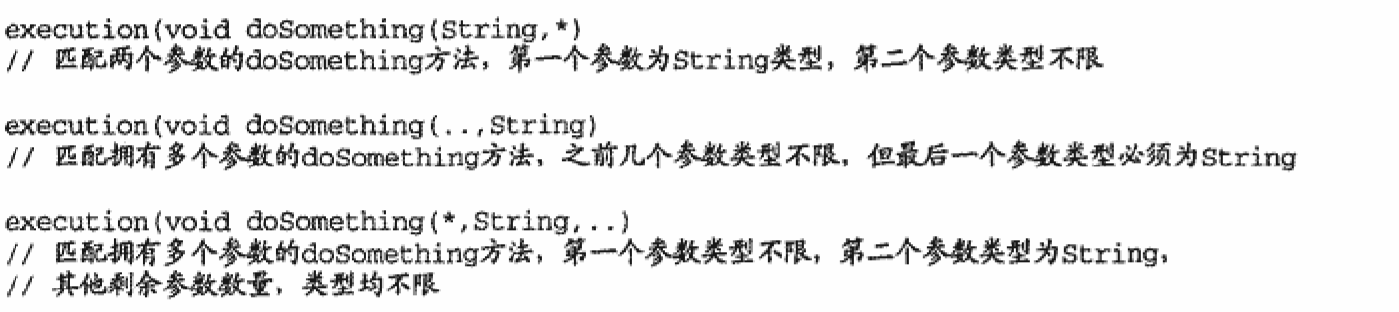 execution(void doSomething(String,*)
// 匹配两个参数的doSomething方法，第一个参数为String类型，第二个参数类型不限
execution(void doSomething(..,String)
// 匹配拥有多个参数的doSomething方法，之前几个参数类型不限，但最后一个参数类型必须为String
execution(void doSomething(*,String,..)
// 匹配拥有多个参数的doSomething方法，第一个参数类型不限，第二个参数类型为String，
// 其他剩余参数数量，类型均不限